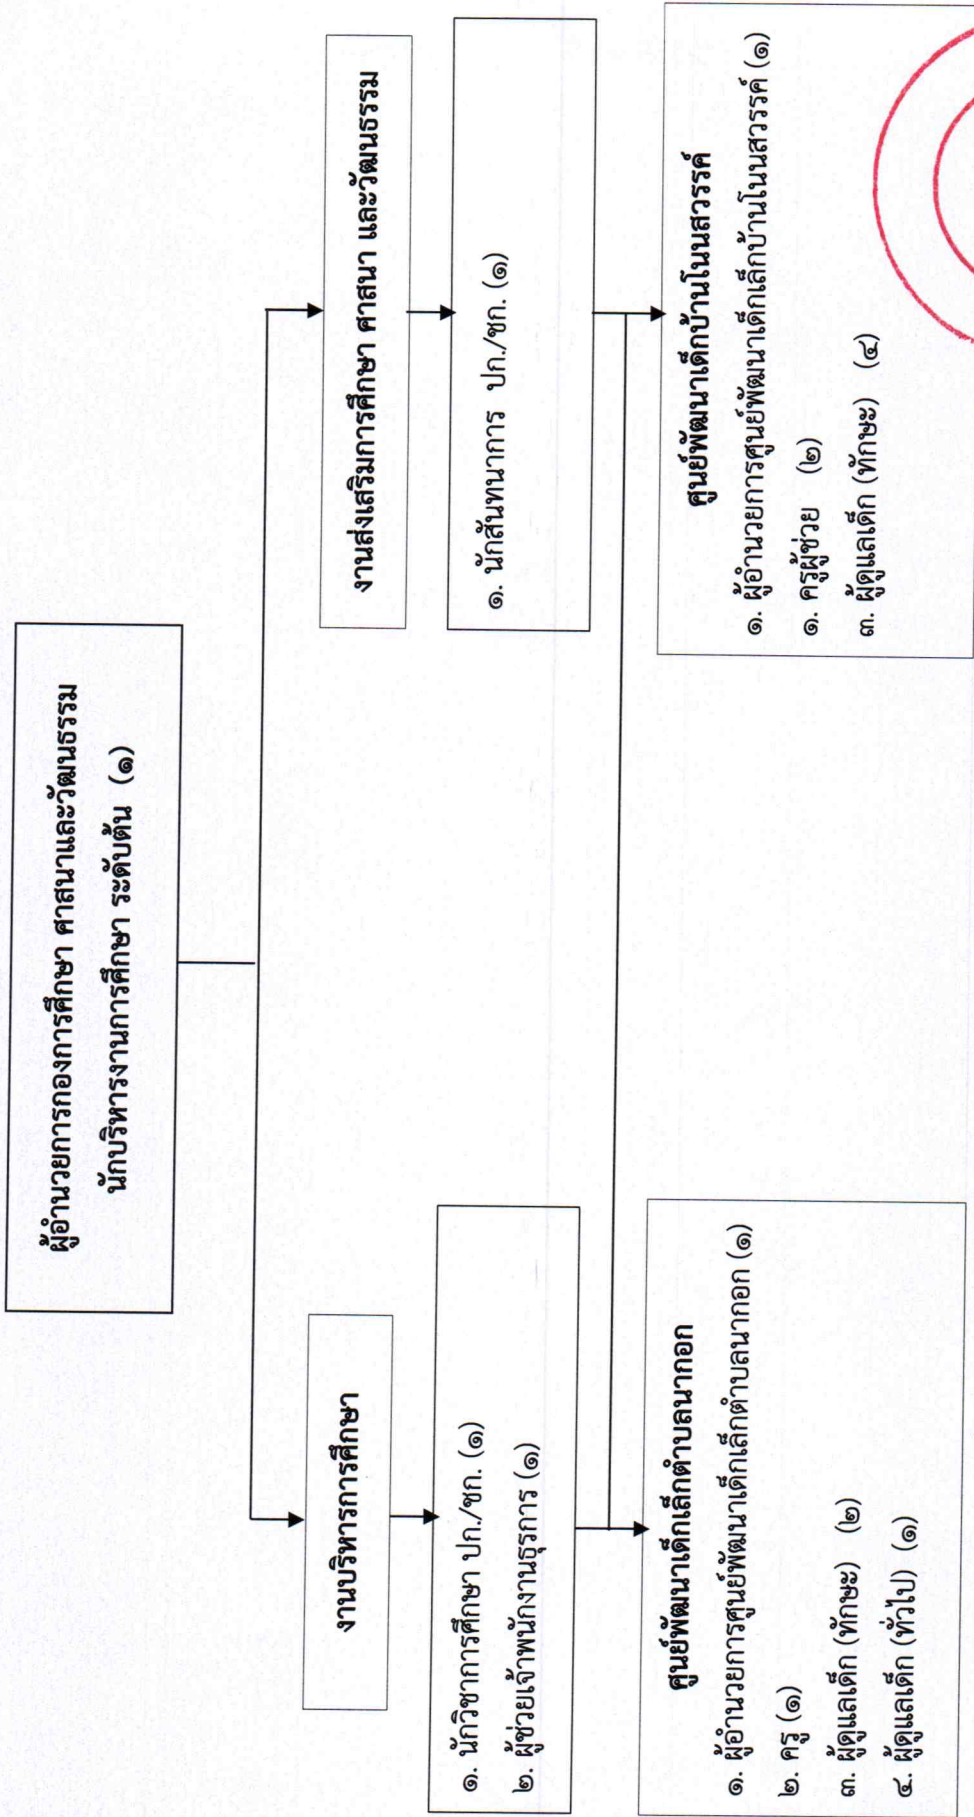 ผู้อำนวยการกองการศึกษา ศาสนาและวัฒนธรรม
นักบริหารงานการศึกษา ระดับต้น (๑)
งานบริหารการศึกษา
๑. นักวิชาการศึกษา ปก./ชก. (๑)
๒. ผู้ช่วยเจ้าพนักงานธุรการ (๑)
งานส่งเสริมการศึกษา ศาสนา และวัฒนธรรม
๑. นักสันทนาการ ปก./ชก. (๑)
ศูนย์พัฒนาเด็กเล็กตำบลนากอก
๑. ผู้อำนวยการศูนย์พัฒนาเด็กเล็กตำบลนากอก (๑)
๒. ครู (๑)
๓. ผู้ดูแลเด็ก (ทักษะ) (๒)
๔. ผู้ดูแลเด็ก (ทั่วไป) (๑)
ศูนย์พัฒนาเด็กบ้านโนนสวรรค์
๑. ผู้อำนวยการศูนย์พัฒนาเด็กเล็กบ้านโนนสวรรค์ (๑)
๑. ครูผู้ช่วย (๒)
๓. ผู้ดูแลเด็ก (ทักษะ) (๔)